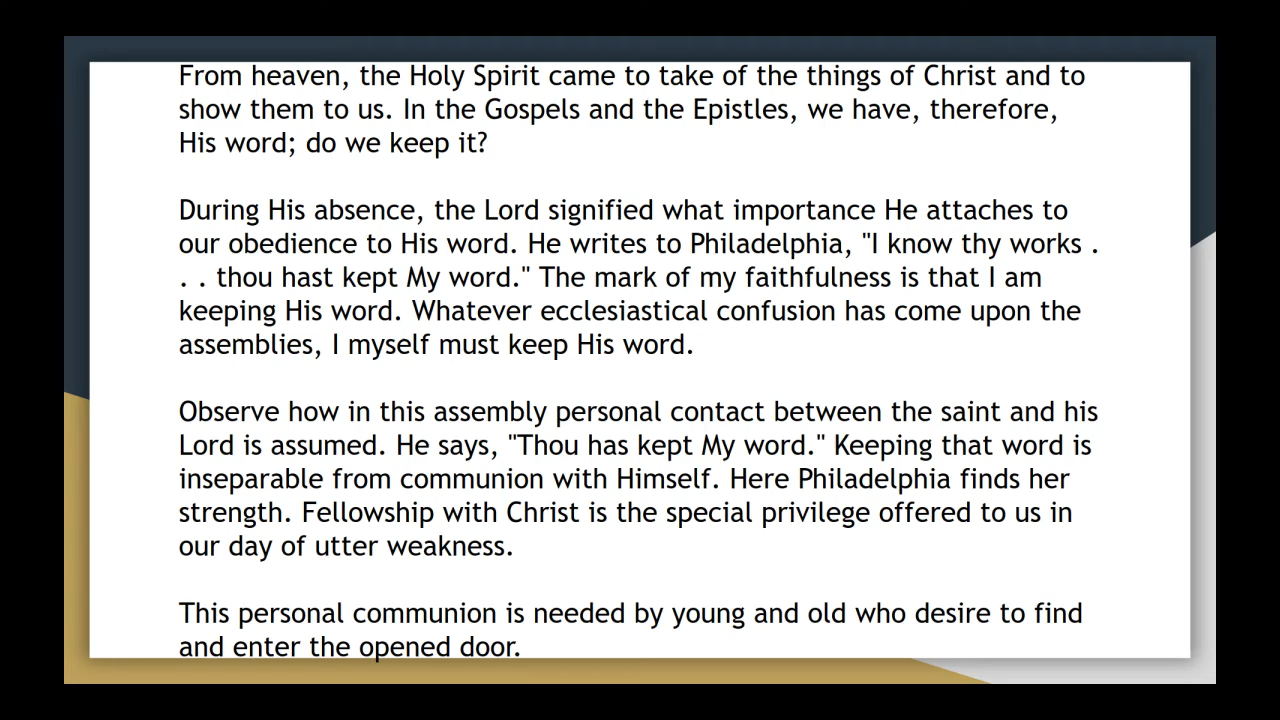 From heaven, the Holy Spirit came to take of the things of Christ and to
show them to us. In the Gospels and the Epistles, we have, therefore,
His word; do we keep it?
During His absence, the Lord signified what importance He attaches to
our obedience to His word. He writes to Philadelphia, "I know thy works .
. . thou hast kept My word." The mark of my faithfulness is that I am
keeping His word. Whatever ecclesiastical confusion has come upon the
assemblies, I myself must keep His word.
Observe how in this assembly personal contact between the saint and his
Lord is assumed. He says, "Thou has kept My word." Keeping that word is
inseparable from communion with Himself. Here Philadelphia finds her
strength. Fellowship with Christ is the special privilege offered to us in
our day of utter weakness.
This personal communion is needed by young and old who desire to find
and enter the opened door.